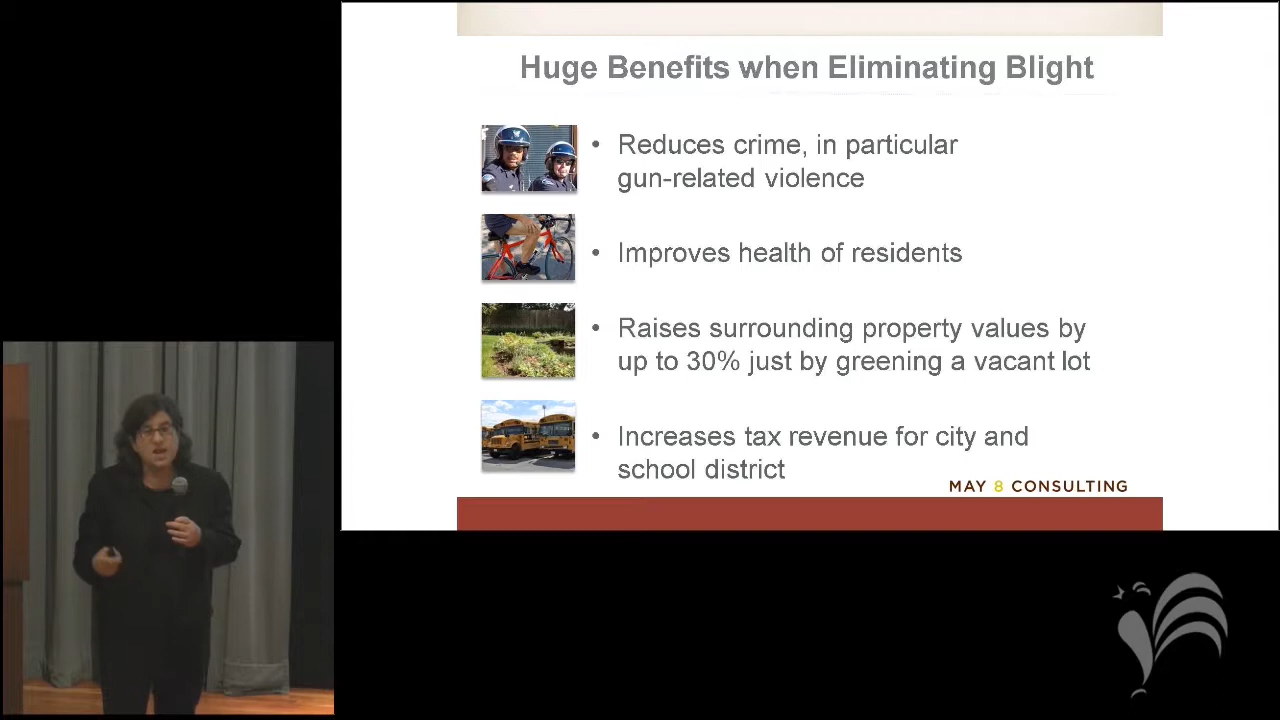 Huge Benefits when Eliminating Blight
• Reduces crime, in particular
gun-related violence
• Improves health of residents
• Raises surrounding property values by
up to 30% just by greening a vacant lot
• Increases tax revenue for city and
school district
MAY 8 CONSULTING